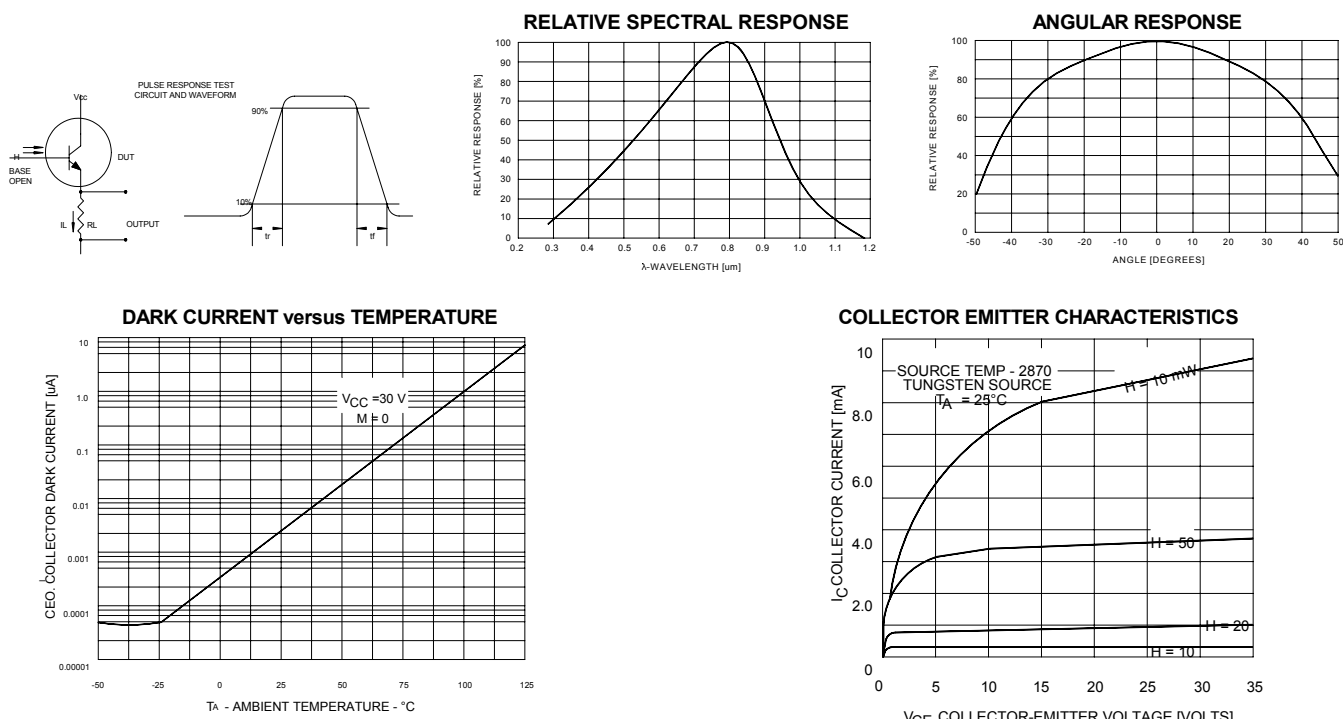 PULSE RESPONSE TEST
CIRCUIT AND WAVEFORM
Vcc
H
BASE
OPEN
DUT
IL
RL
OUTPUT
90%
10%
tr
tf
RELATIVE SPECTRAL RESPONSE
RELATIVE RESPONSE [%]
100
90
80
70
60
50
40
30
20
10
0
0.2 0.3 0.4 0.5 0.6 0.7 0.8 0.9 1.0 1.1 1.2
λ-WAVELENGTH [um]
ANGULAR RESPONSE
RELATIVE RESPONSE [%]
100
80
60
40
20
0
-50 -40 -30 -20 -10 0 10 20 30 40 50
ANGLE [DEGREES]
DARK CURRENT versus TEMPERATURE
I
CEO. COLLECTOR DARK CURRENT [uA]
10
1.0
0.1
0.01
0.001
0.0001
0.00001
VCC =30 V
M = 0
-50 -25 0 25 50 75 100 125
TA - AMBIENT TEMPERATURE - °C
COLLECTOR EMITTER CHARACTERISTICS
IC COLLECTOR CURRENT [mA]
10
8.0
6.0
4.0
2.0
0
SOURCE TEMP - 2870
TUNGSTEN SOURCE
TA = 25°C
H = 10 mW
H = 50
H = 20
H = 10
0 5 10 15 20 25 30 35
VCE COLLECTOR-EMITTER VOLTAGE [VOLTS]